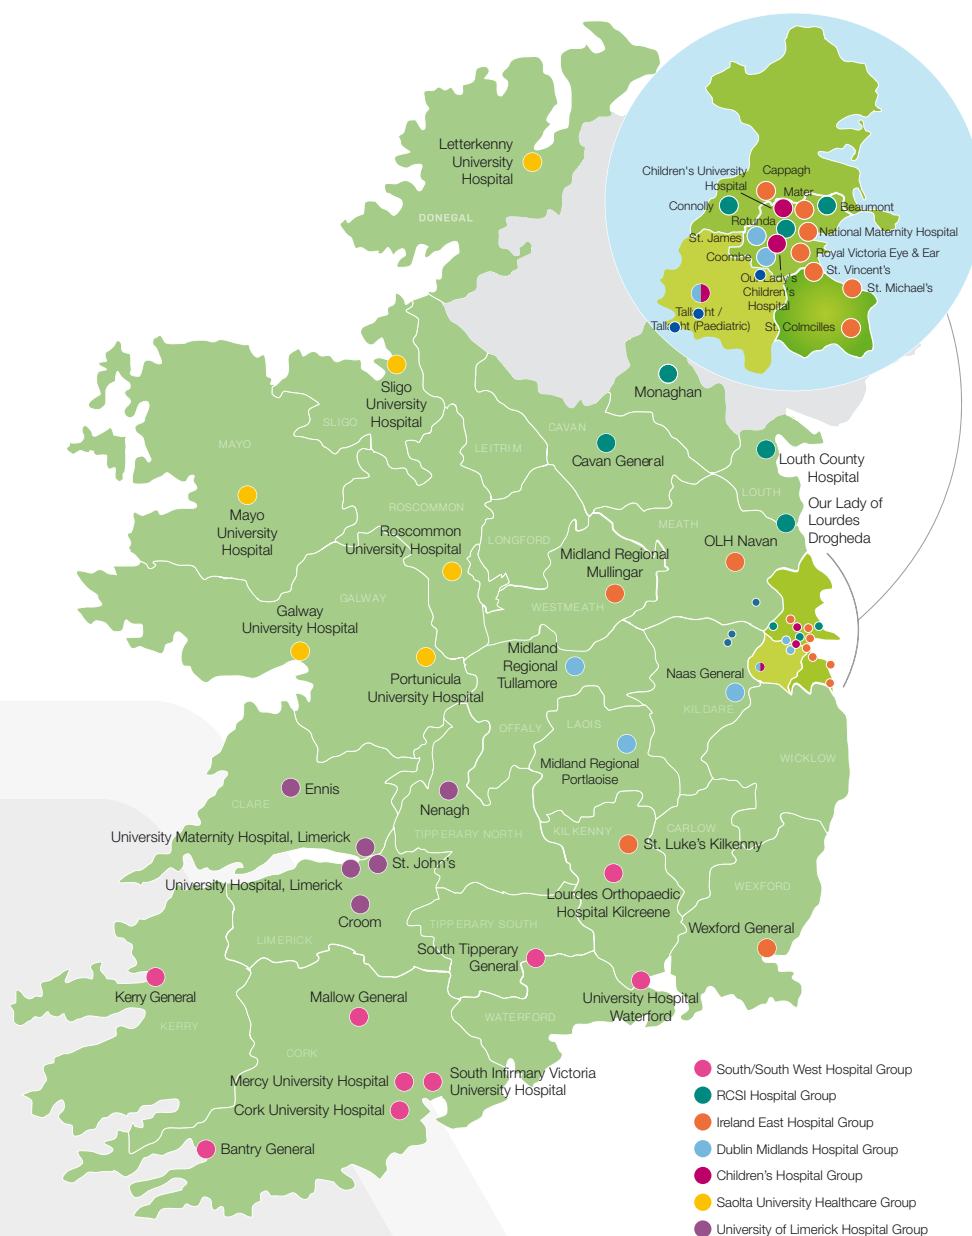 Letterkenny
University
Hospital
DONEGAL
Children's University
Hospital
Cappagh
Mater
Connolly
Beaumont
Rotunda
National Maternity Hospital
St. James
Royal Victoria Eye & Ear
Coombe
St. Vincent's
Our Lady's
Children's
Hospital
St. Michael's
Tallaght /
Tallaght (Paediatric)
St. Colmcilles
Sligo
University
Hospital
Monaghan
SLIGO
MAYO
LEITRIM
CAVAN
Cavan General
Louth County
Hospital
LOUTH
Mayo
University
Hospital
ROSCOMMON
Roscommon
University Hospital
LONGFORD
MEATH
OLH Navan
Our Lady of
Lourdes
Drogheda
Midland Regional
Mullingar
WESTMEATH
GALWAY
Galway
University Hospital
Portunicula
University Hospital
Midland
Regional
Tullamore
Naas General
KILDARE
OFFALY
LAOIS
Midland Regional
Portlaoise
WICKLOW
Ennis
CLARE
Nenagh
TIPPERARY NORTH
KILKENNY
CARLOW
University Maternity Hospital, Limerick
St. John's
University Hospital, Limerick
St. Luke's Kilkenny
Lourdes Orthopaedic
Hospital Kilcreene
WEXFORD
Croom
LIMERICK
TIPPERARY SOUTH
South Tipperary
General
Wexford General
Kerry General
KERRY
Mallow General
University Hospital
Waterford
WATERFORD
CORK
Mercy University Hospital
South Infirmary Victoria
University Hospital
Cork University Hospital
Bantry General
South/South West Hospital Group
RCSI Hospital Group
Ireland East Hospital Group
Dublin Midlands Hospital Group
Children's Hospital Group
Saolta University Healthcare Group
University of Limerick Hospital Group